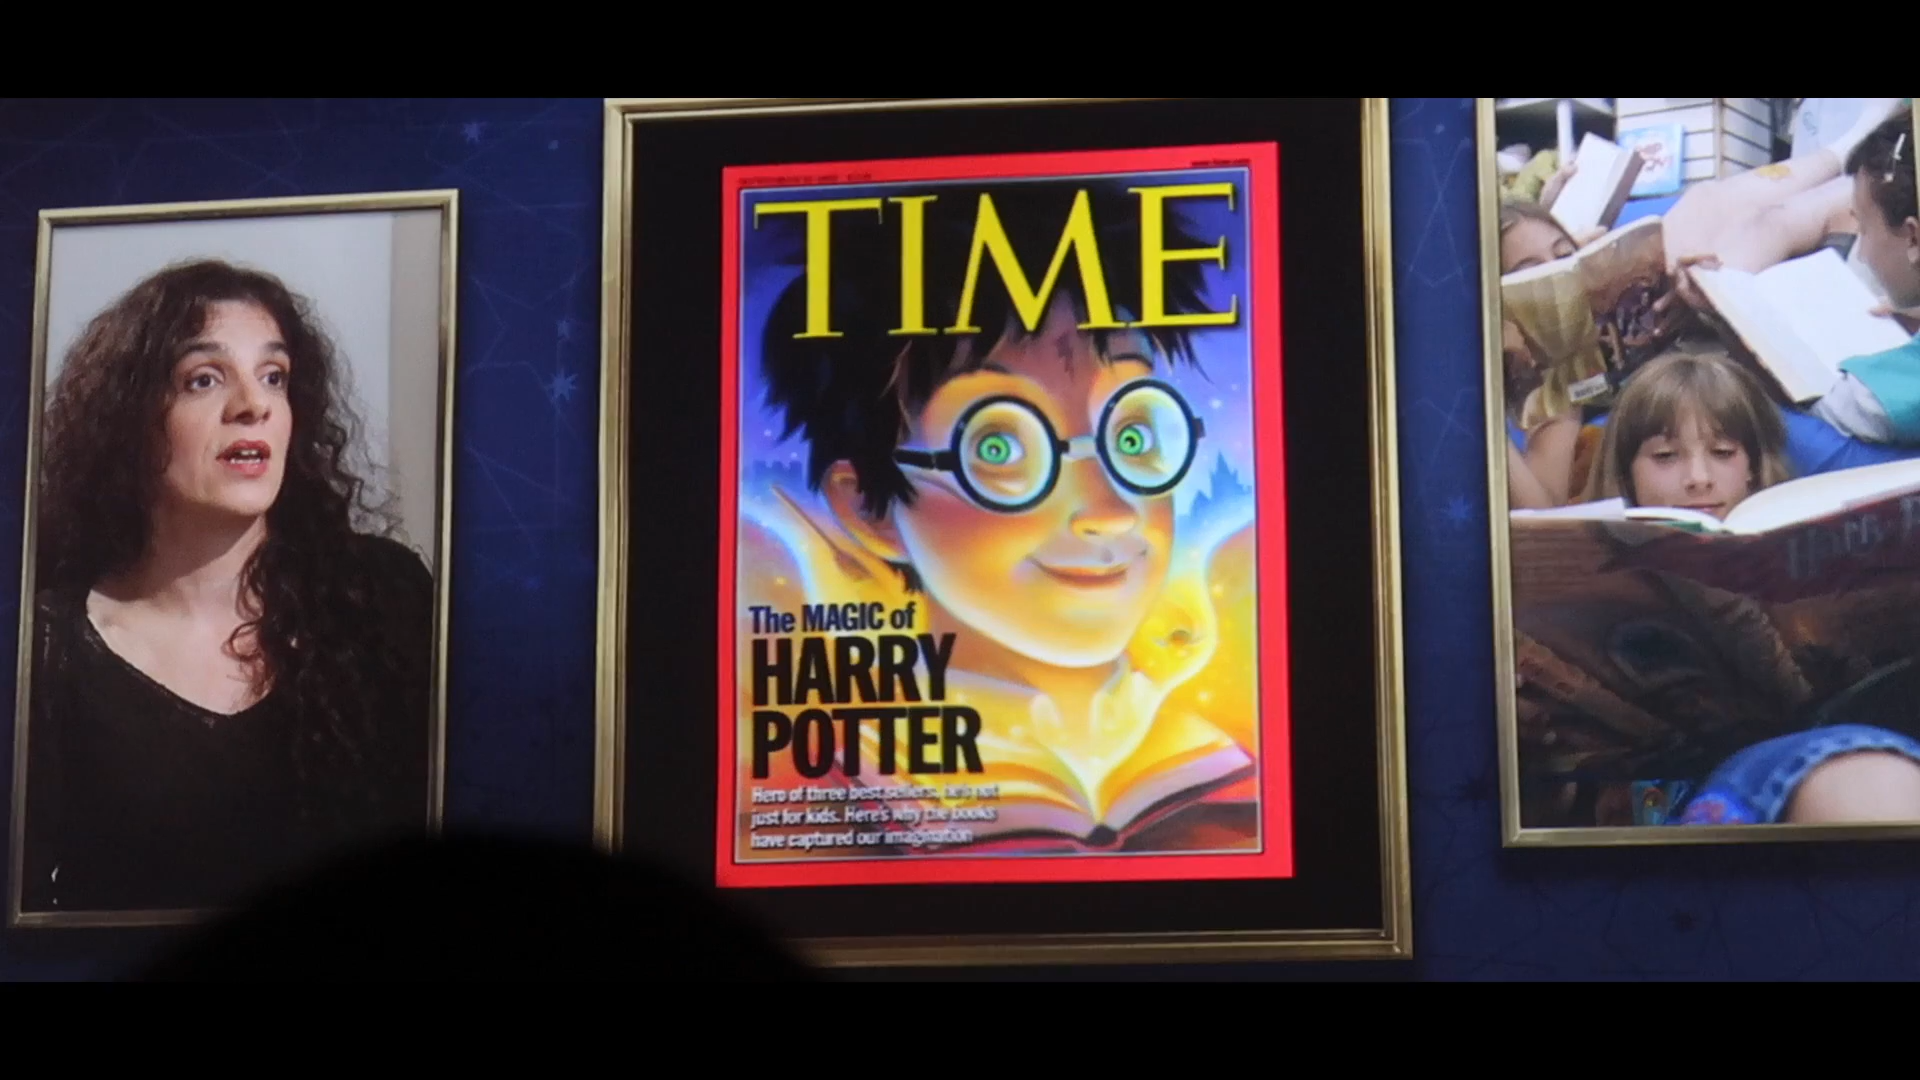 TIME
The MAGIC of
HARRY
POTTER
Hero of three best sellers, he's not
just for kids. Here's why the books
have captured our imagination